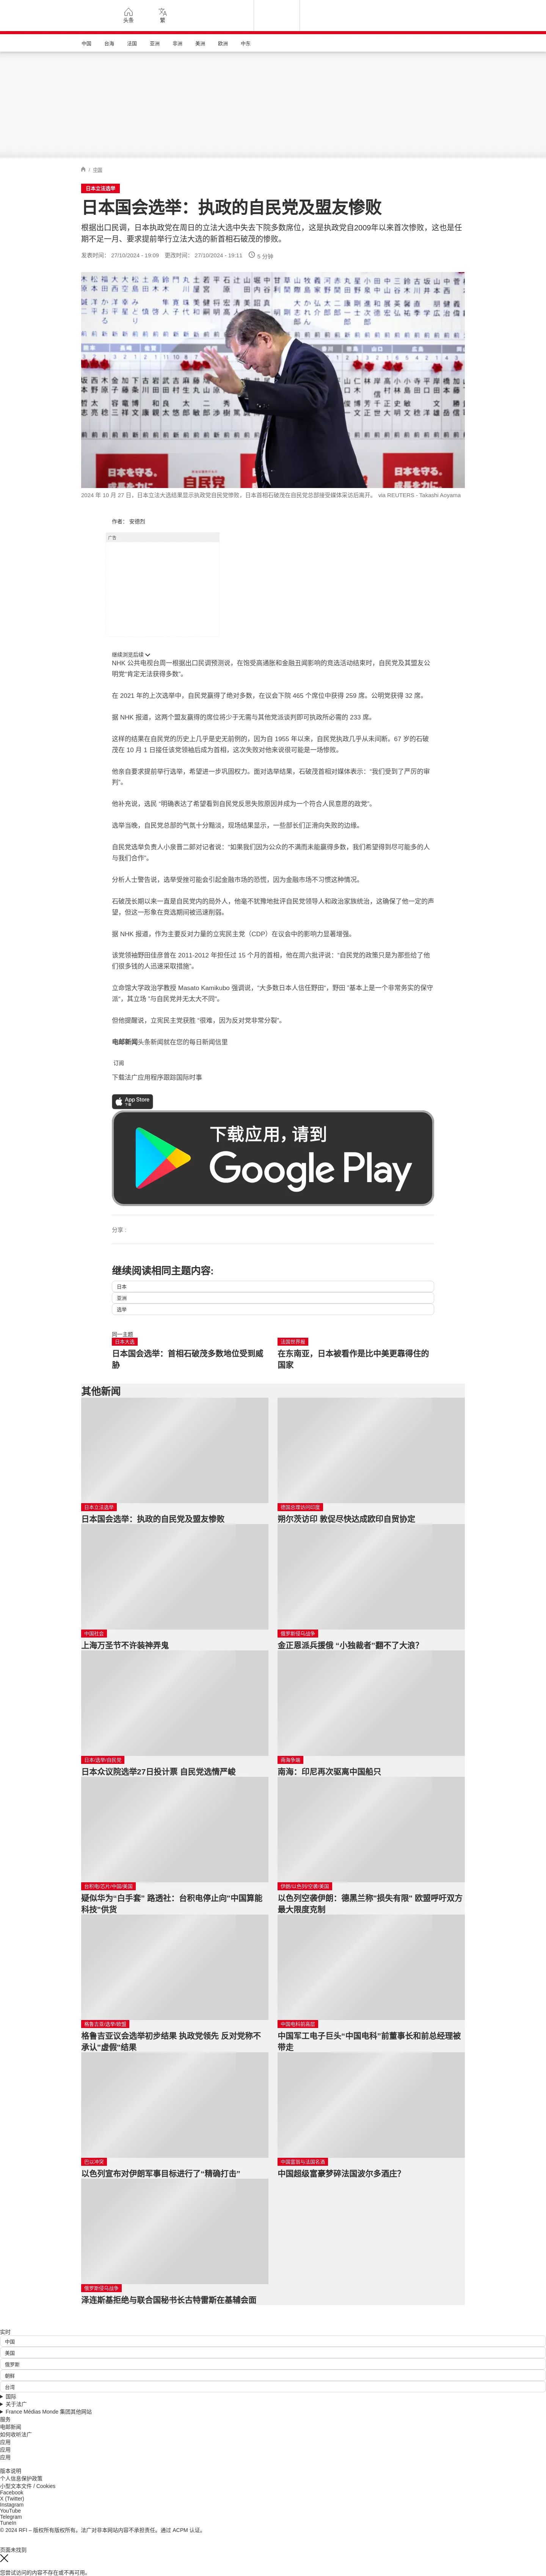 头条
繁
中国 台海 法国 亚洲 非洲 美洲 欧洲 中东
/ 中國
日本立法选举
日本国会选举：执政的自民党及盟友惨败
根据出口民调，日本执政党在周日的立法大选中失去下院多数席位，这是执政党自2009年以来首次惨败，这也是任期不足一月、要求提前举行立法大选的新首相石破茂的惨败。
发表时间： 27/10/2024 - 19:09 更改时间： 27/10/2024 - 19:11 5 分钟
2024 年 10 月 27 日，日本立法大选结果显示执政党自民党惨败，日本首相石破茂在自民党总部接受媒体采访后离开。 via REUTERS - Takashi Aoyama
作者： 安德烈
广告
继续浏览后续
NHK 公共电视台周一根据出口民调预测说，在饱受高通胀和金融丑闻影响的竞选活动结束时，自民党及其盟友公明党“肯定无法获得多数”。
在 2021 年的上次选举中，自民党赢得了绝对多数，在议会下院 465 个席位中获得 259 席。公明党获得 32 席。
据 NHK 报道，这两个盟友赢得的席位将少于无需与其他党派谈判即可执政所必需的 233 席。
这样的结果在自民党的历史上几乎是史无前例的，因为自 1955 年以来，自民党执政几乎从未间断。67 岁的石破茂在 10 月 1 日接任该党领袖后成为首相，这次失败对他来说很可能是一场惨败。
他亲自要求提前举行选举，希望进一步巩固权力。面对选举结果，石破茂首相对媒体表示：“我们受到了严厉的审判”。
他补充说，选民 “明确表达了希望看到自民党反思失败原因并成为一个符合人民意愿的政党”。
选举当晚，自民党总部的气氛十分黯淡，现场结果显示，一些部长们正滑向失败的边缘。
自民党选举负责人小泉晋二郎对记者说：“如果我们因为公众的不满而未能赢得多数，我们希望得到尽可能多的人与我们合作”。
分析人士警告说，选举受挫可能会引起金融市场的恐慌，因为金融市场不习惯这种情况。
石破茂长期以来一直是自民党内的局外人，他毫不犹豫地批评自民党领导人和政治家族统治，这确保了他一定的声望，但这一形象在竞选期间被迅速削弱。
据 NHK 报道，作为主要反对力量的立宪民主党（CDP）在议会中的影响力显著增强。
该党领袖野田佳彦曾在 2011-2012 年担任过 15 个月的首相，他在周六批评说：“自民党的政策只是为那些给了他们很多钱的人迅速采取措施”。
立命馆大学政治学教授 Masato Kamikubo 强调说，“大多数日本人信任野田”，野田 “基本上是一个非常务实的保守派”，其立场 “与自民党并无太大不同”。
但他提醒说，立宪民主党获胜 “很难，因为反对党非常分裂”。
电邮新闻头条新闻就在您的每日新闻信里
订阅
下载法广应用程序跟踪国际时事
App Store
下载
下载应用，请到
Google Play
分享 :
继续阅读相同主题内容:
日本
亚洲
选举
同一主题
日本大选
日本国会选举：首相石破茂多数地位受到威胁
法国世界报
在东南亚，日本被看作是比中美更靠得住的国家
其他新闻
日本立法选举
日本国会选举：执政的自民党及盟友惨败
德国总理访问印度
朔尔茨访印 敦促尽快达成欧印自贸协定
中国社会
上海万圣节不许装神弄鬼
俄罗斯侵乌战争
金正恩派兵援俄 “小独裁者”翻不了大浪？
日本/选举/自民党
日本众议院选举27日投计票 自民党选情严峻
南海争端
南海：印尼再次驱离中国船只
台积电/芯片/中国/美国
疑似华为“白手套” 路透社：台积电停止向“中国算能科技”供货
伊朗/以色列/空袭/美国
以色列空袭伊朗：德黑兰称“损失有限” 欧盟呼吁双方最大限度克制
格鲁吉亚/选举/欧盟
格鲁吉亚议会选举初步结果 执政党领先 反对党称不承认“虚假”结果
中国电科前高层
中国军工电子巨头“中国电科”前董事长和前总经理被带走
巴以冲突
以色列宣布对伊朗军事目标进行了“精确打击”
中国富翁与法国名酒
中国超级富豪梦碎法国波尔多酒庄？
俄罗斯侵乌战争
泽连斯基拒绝与联合国秘书长古特雷斯在基辅会面
实时
中国
美国
俄罗斯
朝鲜
台湾
国际
关于法广
France Médias Monde 集团其他网站
服务
电邮新闻
如何收听法广
应用
应用
应用
版本说明
个人信息保护政策
小型文本文件 / Cookies
Facebook
X (Twitter)
Instagram
YouTube
Telegram
TuneIn
© 2024 RFI – 版权所有版权所有。法广对非本网站内容不承担责任。通过 ACPM 认证。
页面未找到
您尝试访问的内容不存在或不再可用。